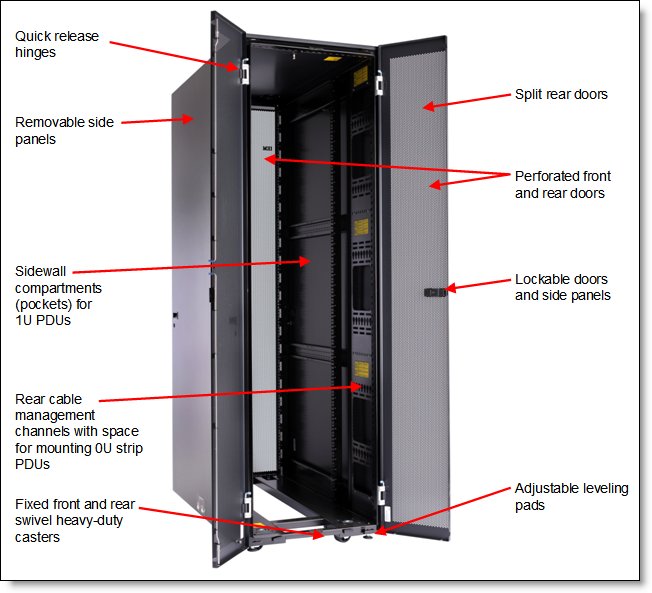 Quick release
hinges
Removable side
panels
Sidewall
compartments
(pockets) for
1U PDUs
Rear cable
management
channels with space
for mounting 0U strip
PDUs
Fixed front and rear
swivel heavy-duty
casters
Split rear doors
Perforated front
and rear doors
Lockable doors
and side panels
Adjustable leveling
pads